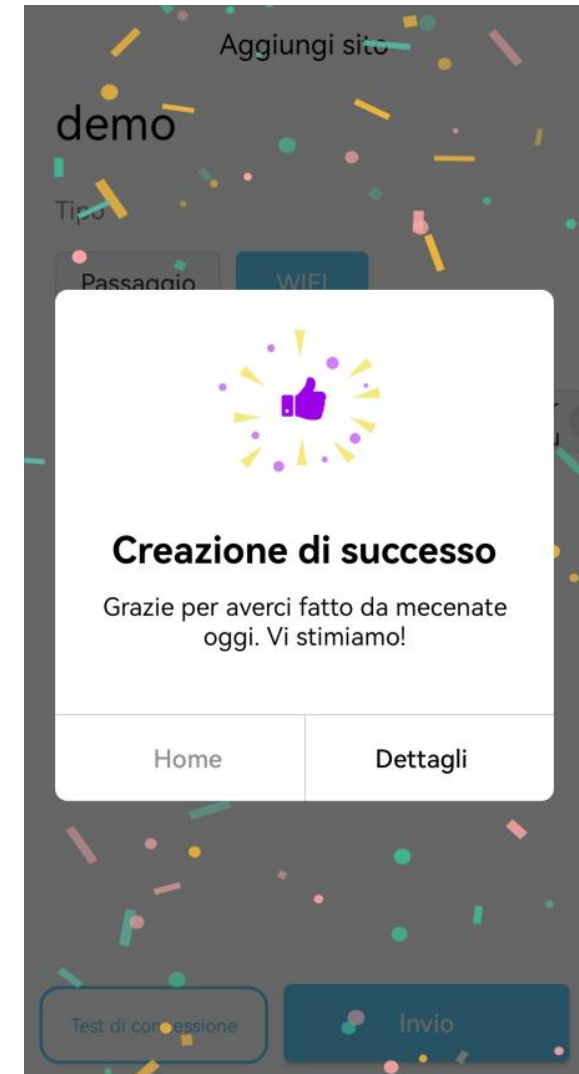 Aggiungi sito
demo
Tipo
Passaggio
WIFI
Creazione di successo
Grazie per averci fatto da mecenate
oggi. Vi stimiamo!
Home
Dettagli
Test di connessione
Invio